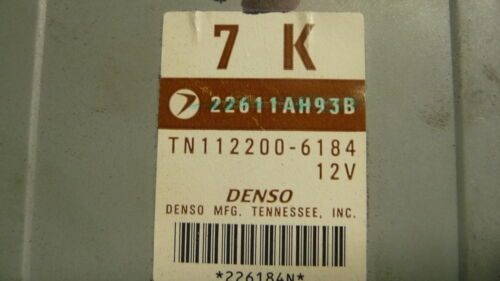 7 K
22611AH93B
TN112200-6184
12V
DENSO
DENSO MFG. TENNESSEE, INC.
*226184N*